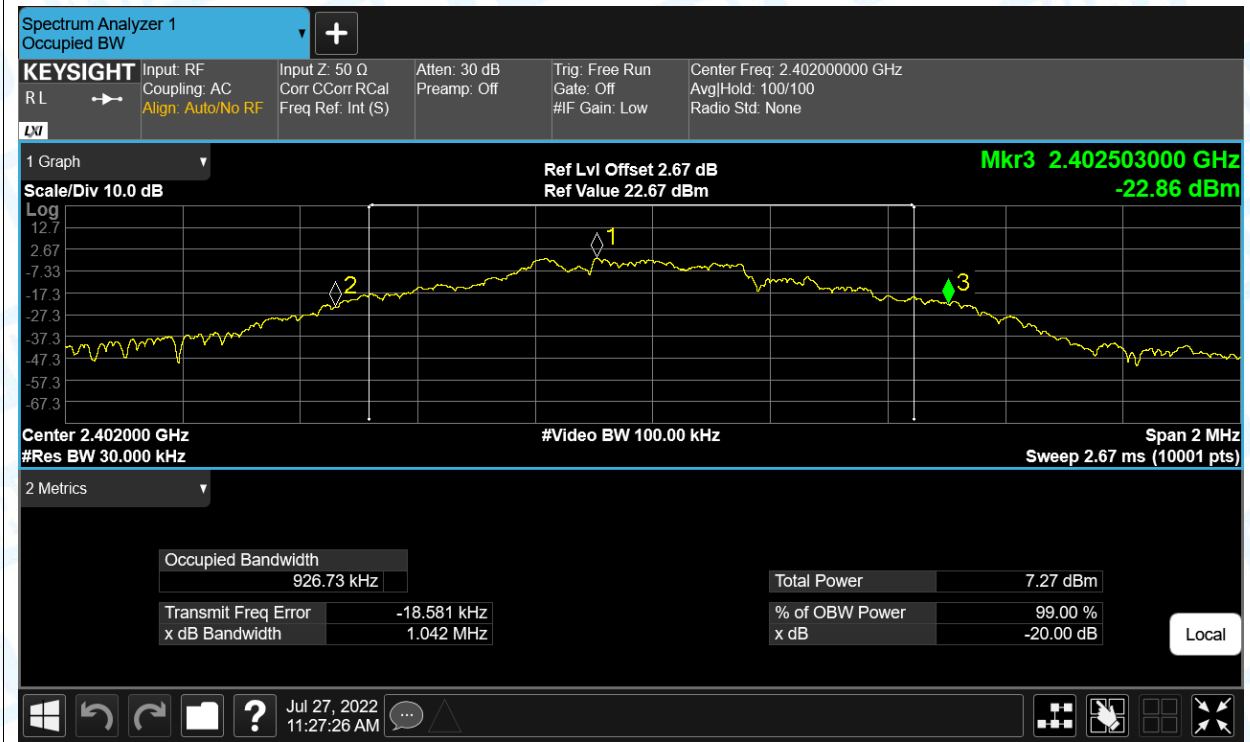 Spectrum Analyzer 1
Occupied BW
KEYSIGHT
R L
LXI
Input: RF
Coupling: AC
Align: Auto/No RF
Input Z: 50 Ω
Corr CCorr RCal
Freq Ref: Int (S)
Atten: 30 dB
Preamp: Off
Trig: Free Run
Gate: Off
#IF Gain: Low
Center Freq: 2.402000000 GHz
Avg|Hold: 100/100
Radio Std: None
1 Graph
Scale/Div 10.0 dB
Ref Lvl Offset 2.67 dB
Ref Value 22.67 dBm
Mkr3 2.402503000 GHz
-22.86 dBm
Log
12.7
2.67
-7.33
-17.3
-27.3
-37.3
-47.3
-57.3
-67.3
1
2
3
Center 2.402000 GHz
#Video BW 100.00 kHz
Span 2 MHz
#Res BW 30.000 kHz
Sweep 2.67 ms (10001 pts)
2 Metrics
Occupied Bandwidth
926.73 kHz
Total Power 7.27 dBm
Transmit Freq Error -18.581 kHz
% of OBW Power 99.00 %
x dB Bandwidth 1.042 MHz
x dB -20.00 dB
Local
?
Jul 27, 2022
11:27:26 AM